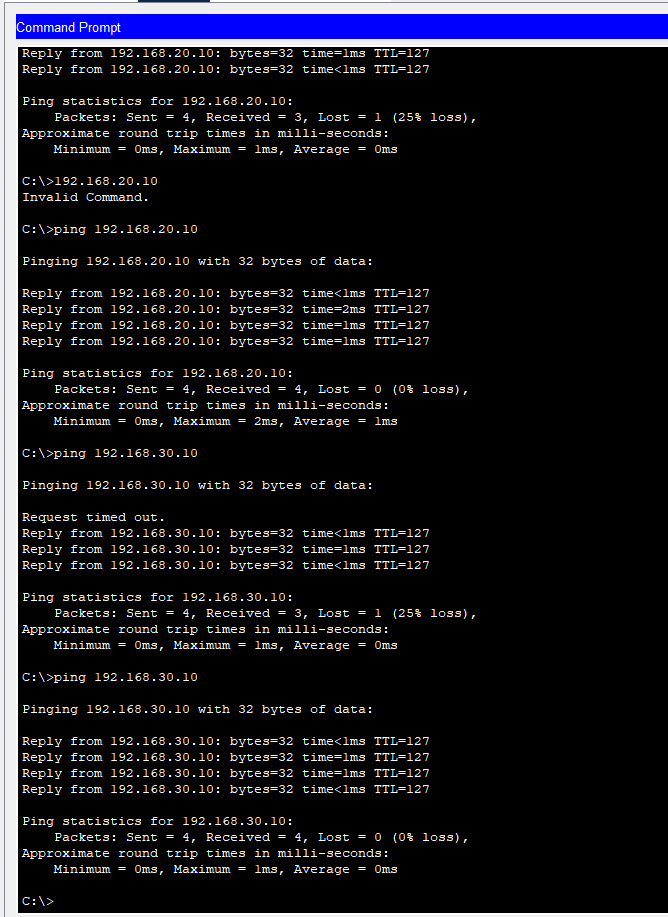 Command Prompt
Reply from 192.168.20.10: bytes=32 time=1ms TTL=127
Reply from 192.168.20.10: bytes=32 time<1ms TTL=127
Ping statistics for 192.168.20.10:
    Packets: Sent = 4, Received = 3, Lost = 1 (25% loss),
Approximate round trip times in milli-seconds:
    Minimum = 0ms, Maximum = 1ms, Average = 0ms
C:\>192.168.20.10
Invalid Command.
C:\>ping 192.168.20.10
Pinging 192.168.20.10 with 32 bytes of data:
Reply from 192.168.20.10: bytes=32 time<1ms TTL=127
Reply from 192.168.20.10: bytes=32 time=2ms TTL=127
Reply from 192.168.20.10: bytes=32 time=1ms TTL=127
Reply from 192.168.20.10: bytes=32 time=1ms TTL=127
Ping statistics for 192.168.20.10:
    Packets: Sent = 4, Received = 4, Lost = 0 (0% loss),
Approximate round trip times in milli-seconds:
    Minimum = 0ms, Maximum = 2ms, Average = 1ms
C:\>ping 192.168.30.10
Pinging 192.168.30.10 with 32 bytes of data:
Request timed out.
Reply from 192.168.30.10: bytes=32 time<1ms TTL=127
Reply from 192.168.30.10: bytes=32 time=1ms TTL=127
Reply from 192.168.30.10: bytes=32 time<1ms TTL=127
Ping statistics for 192.168.30.10:
    Packets: Sent = 4, Received = 3, Lost = 1 (25% loss),
Approximate round trip times in milli-seconds:
    Minimum = 0ms, Maximum = 1ms, Average = 0ms
C:\>ping 192.168.30.10
Pinging 192.168.30.10 with 32 bytes of data:
Reply from 192.168.30.10: bytes=32 time<1ms TTL=127
Reply from 192.168.30.10: bytes=32 time=1ms TTL=127
Reply from 192.168.30.10: bytes=32 time=1ms TTL=127
Reply from 192.168.30.10: bytes=32 time<1ms TTL=127
Ping statistics for 192.168.30.10:
    Packets: Sent = 4, Received = 4, Lost = 0 (0% loss),
Approximate round trip times in milli-seconds:
    Minimum = 0ms, Maximum = 1ms, Average = 0ms
C:\>